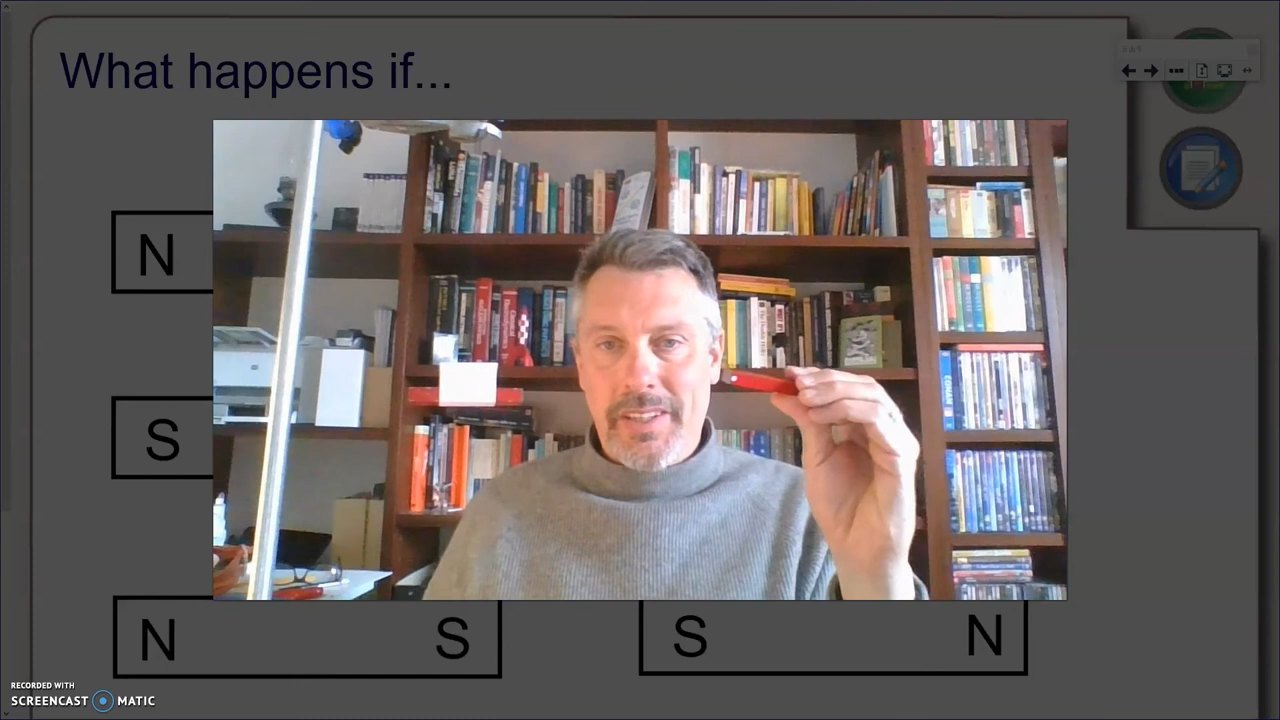 What happens if...
N
S
N S S N
RECORDED WITH
SCREENCAST MATIC